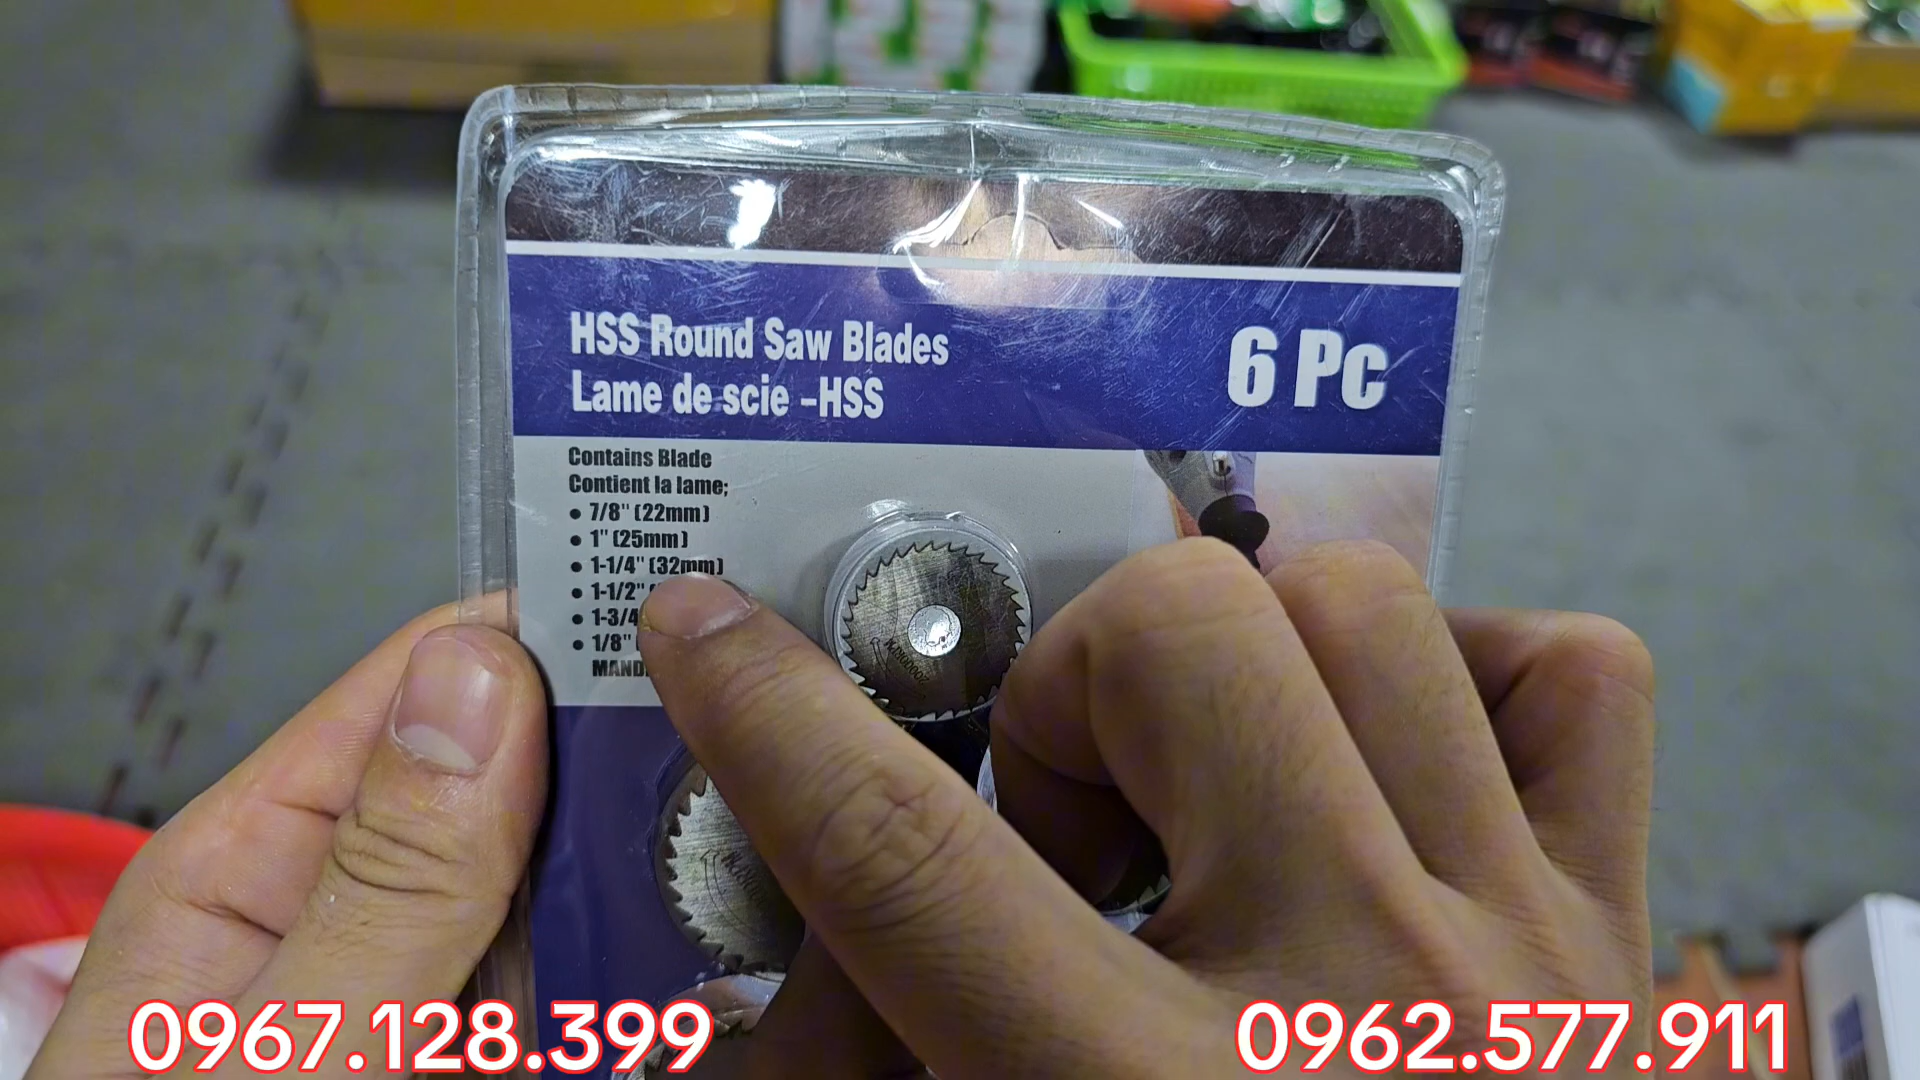 HSS Round Saw Blades
Lame de scie -HSS
6 Pc
Contains Blade
Contient la lame;
• 7/8" (22mm)
• 1" (25mm)
• 1-1/4" (32mm)
• 1-1/2"
• 1-3/4
• 1/8"
0967.128.399
0962.577.911